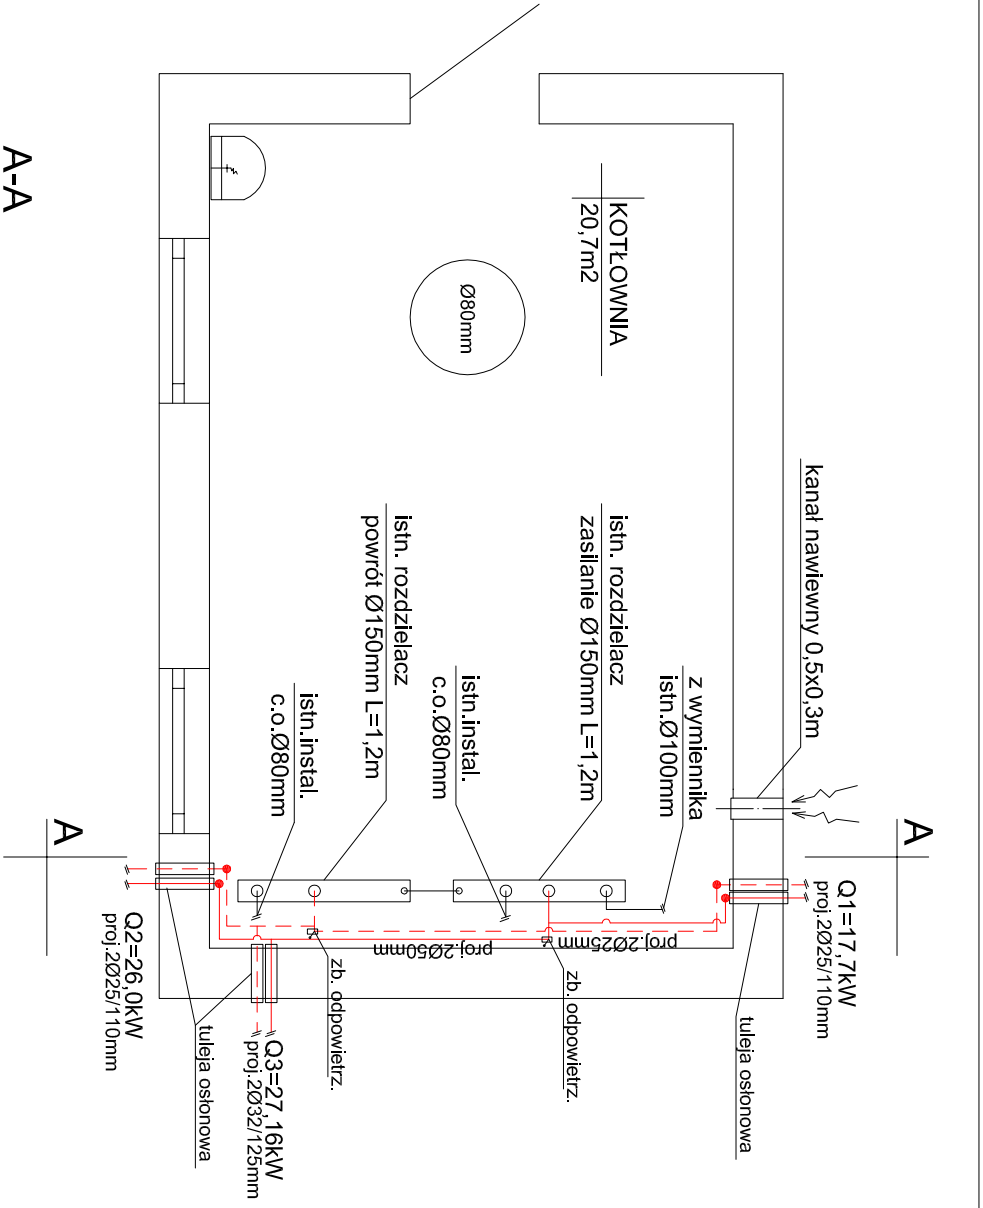 kanał nawiewny 0,5x0,3m
A
Q1=17,7kW
proj.2Ø25/110mm
tuleja osłonowa
KOTŁOWNIA
20,7m2
Ø80mm
z wymiennika
istn.Ø100mm
istn. rozdzielacz
zasilanie Ø150mm L=1,2m
istn.instal.
c.o.Ø80mm
istn. rozdzielacz
powrót Ø150mm L=1,2m
istn.instal.
c.o.Ø80mm
proj.2Ø25mm
proj.2Ø50mm
zb. odpowietrz.
zb. odpowietrz.
Q3=27,16kW
proj.2Ø32/125mm
tuleja osłonowa
Q2=26,0kW
proj.2Ø25/110mm
A
A-A